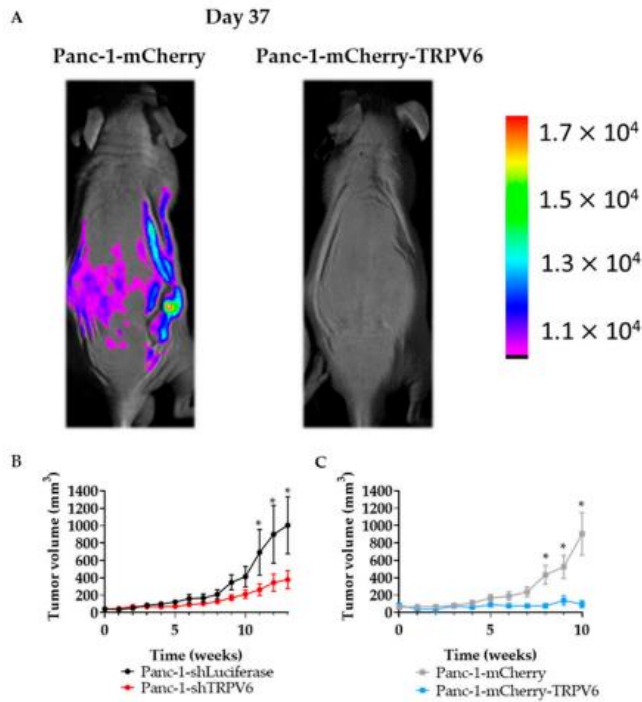 A
Day 37
Panc-1-mCherry
Panc-1-mCherry-TRPV6
1.7 × 10⁴
1.5 × 10⁴
1.3 × 10⁴
1.1 × 10⁴
B
Tumor volume (mm³)
1400
1200
1000
800
600
400
200
0
0 5 10
* * *
Time (weeks)
Panc-1-shLuciferase
Panc-1-shTRPV6
C
Tumor volume (mm³)
1400
1200
1000
800
600
400
200
0
0 5 10
* * *
Time (weeks)
Panc-1-mCherry
Panc-1-mCherry-TRPV6